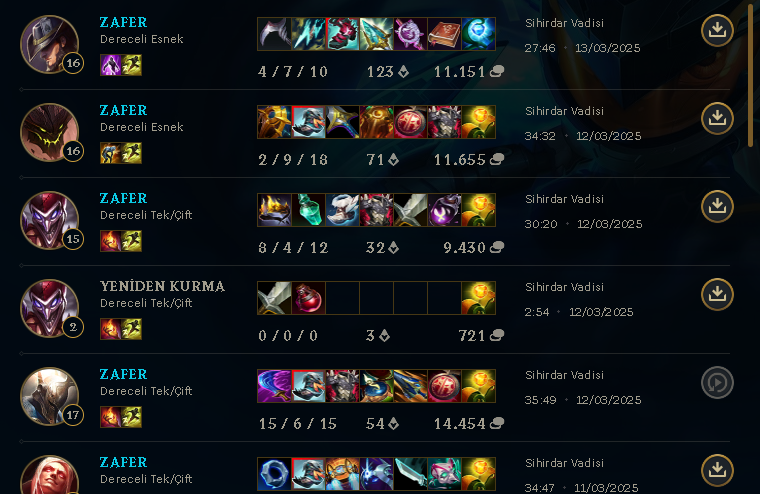 ZAFER
Dereceli Esnek
16
4 / 7 / 10 123 11.151
Sihirdar Vadisi
27:46 • 13/03/2025
ZAFER
Dereceli Esnek
16
2 / 9 / 18 71 11.655
Sihirdar Vadisi
34:32 • 12/03/2025
ZAFER
Dereceli Tek/Çift
15
8 / 4 / 12 32 9.430
Sihirdar Vadisi
30:20 • 12/03/2025
YENİDEN KURMA
Dereceli Tek/Çift
2
0 / 0 / 0 3 721
Sihirdar Vadisi
2:54 • 12/03/2025
ZAFER
Dereceli Tek/Çift
17
15 / 6 / 15 54 14.454
Sihirdar Vadisi
35:49 • 12/03/2025
ZAFER
Dereceli Tek/Çift
Sihirdar Vadisi
34:47 • 11/03/2025